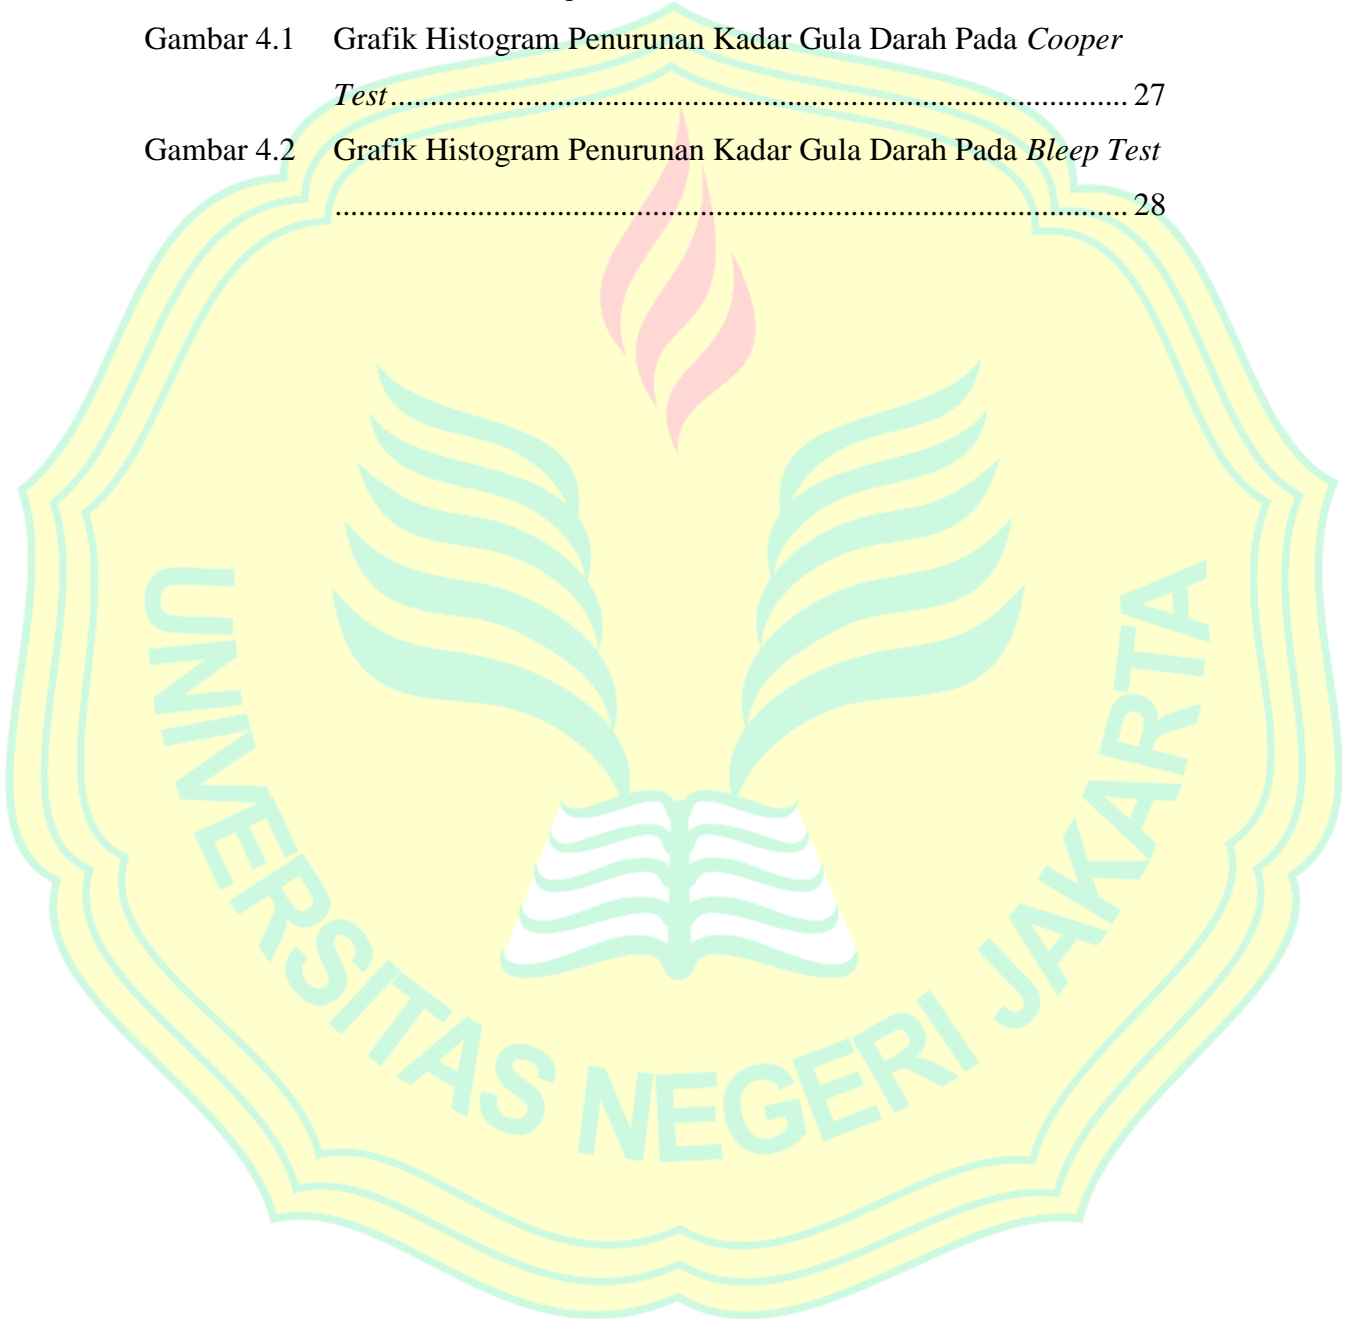 Gambar 4.1 Grafik Histogram Penurunan Kadar Gula Darah Pada Cooper
Test............................................................................................... 27
Gambar 4.2 Grafik Histogram Penurunan Kadar Gula Darah Pada Bleep Test
...................................................................................................... 28
UNIVERSITAS NEGERI JAKARTA